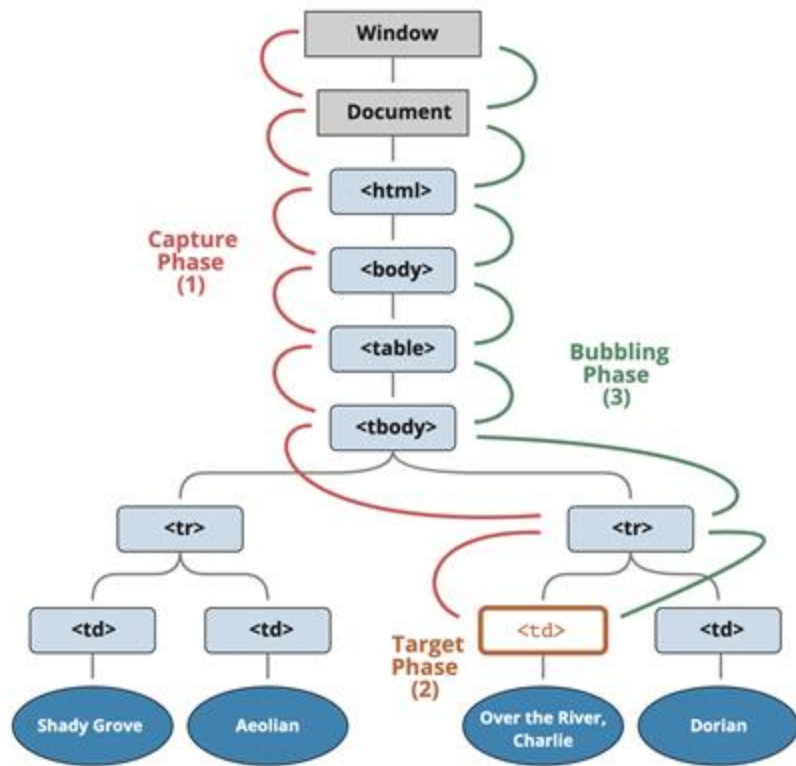 Window
Document
<html>
Capture
Phase
(1)
<body>
<table>
Bubbling
Phase
(3)
<tbody>
<tr>
<tr>
<td>
<td>
Target
Phase
(2)
<td>
<td>
Shady Grove
Aeolian
Over the River,
Charlie
Dorian